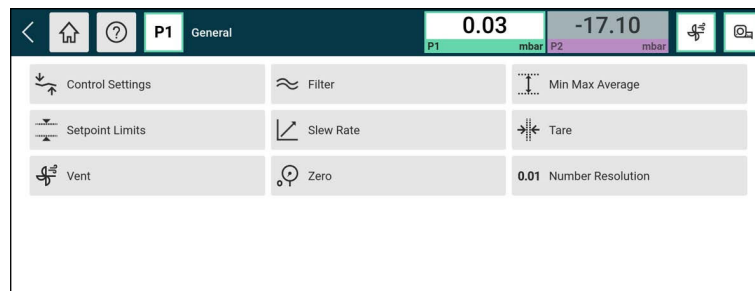 P1 General 0.03 -17.10
P1 mbar P2 mbar
Control Settings Filter Min Max Average
Setpoint Limits Slew Rate Tare
Vent Zero 0.01 Number Resolution